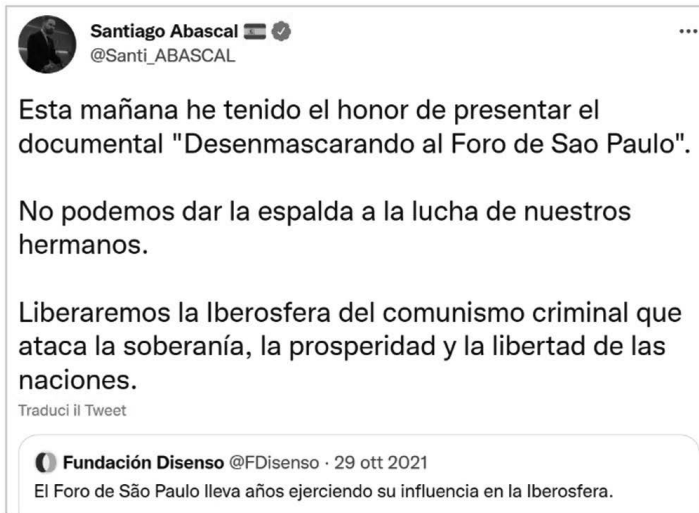 Santiago Abascal 🇪🇸
@Santi_ABASCAL
Esta mañana he tenido el honor de presentar el
documental "Desenmascarando al Foro de Sao Paulo".
No podemos dar la espalda a la lucha de nuestros
hermanos.
Liberaremos la Iberosfera del comunismo criminal que
ataca la soberanía, la prosperidad y la libertad de las
naciones.
Traduci il Tweet
Fundación Disenso @FDisenso · 29 ott 2021
El Foro de São Paulo lleva años ejerciendo su influencia en la Iberosfera.